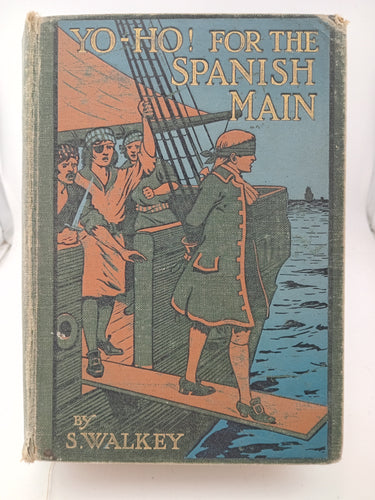 YO-HO! FOR THE
SPANISH
MAIN
BY
S. WALKEY